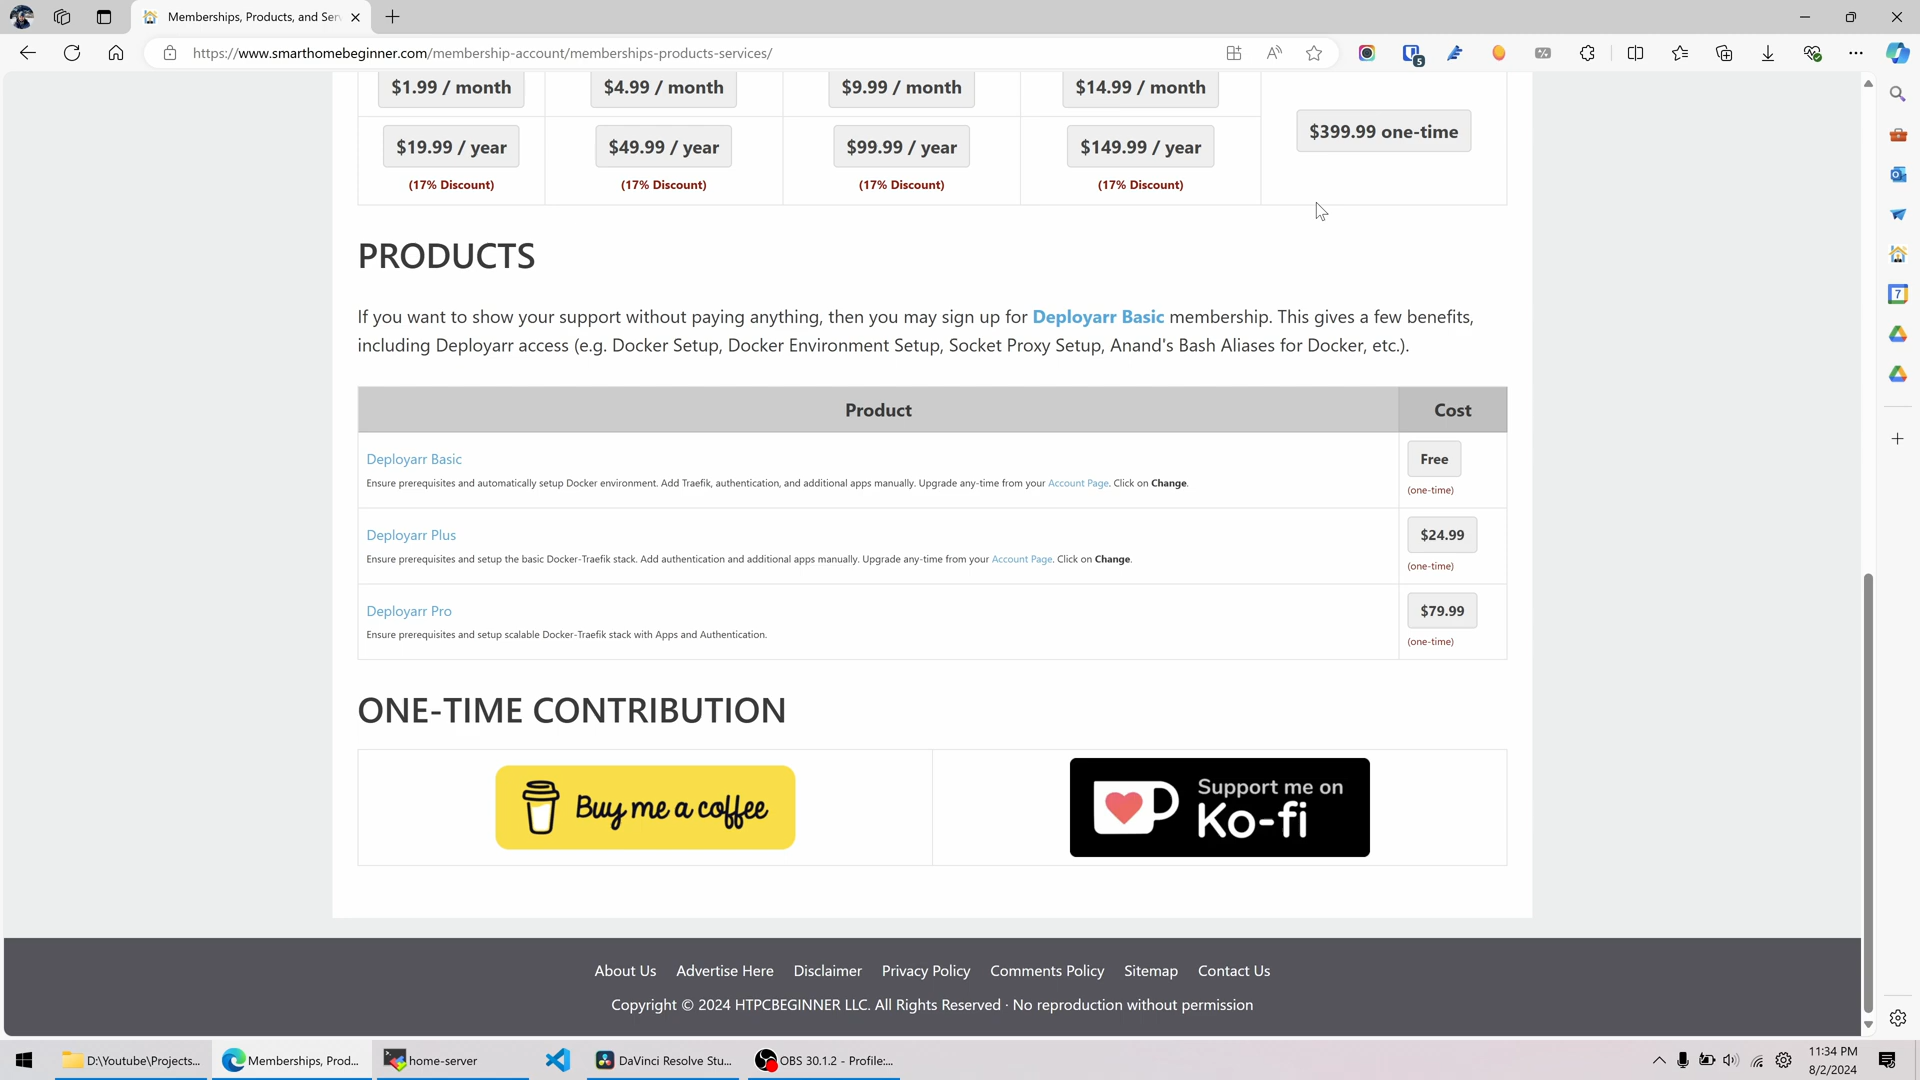 Memberships, Products, and Ser
https://www.smarthomebeginner.com/membership-account/memberships-products-services/
5
$1.99 / month
$4.99 / month
$9.99 / month
$14.99 / month
$399.99 one-time
$19.99 / year
$49.99 / year
$99.99 / year
$149.99 / year
(17% Discount)
(17% Discount)
(17% Discount)
(17% Discount)
PRODUCTS
If you want to show your support without paying anything, then you may sign up for Deployarr Basic membership. This gives a few benefits,
including Deployarr access (e.g. Docker Setup, Docker Environment Setup, Socket Proxy Setup, Anand's Bash Aliases for Docker, etc.).
Product
Cost
Deployarr Basic
Ensure prerequisites and automatically setup Docker environment. Add Traefik, authentication, and additional apps manually. Upgrade any-time from your Account Page. Click on Change.
Free
(one-time)
Deployarr Plus
Ensure prerequisites and setup the basic Docker-Traefik stack. Add authentication and additional apps manually. Upgrade any-time from your Account Page. Click on Change.
$24.99
(one-time)
Deployarr Pro
Ensure prerequisites and setup scalable Docker-Traefik stack with Apps and Authentication.
$79.99
(one-time)
ONE-TIME CONTRIBUTION
Buy me a coffee
Support me on
Ko-fi
About Us
Advertise Here
Disclaimer
Privacy Policy
Comments Policy
Sitemap
Contact Us
Copyright © 2024 HTPCBEGINNER LLC. All Rights Reserved · No reproduction without permission
7
D:\Youtube\Projects...
Memberships, Prod...
home-server
DaVinci Resolve Stu...
OBS 30.1.2 - Profile:...
11:34 PM
8/2/2024